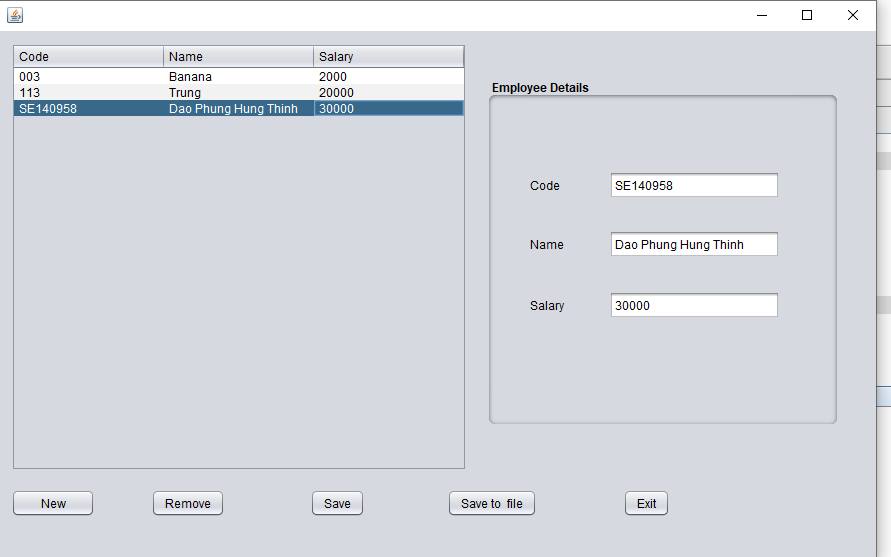 Code Name Salary
003 Banana 2000
113 Trung 20000
SE140958 Dao Phung Hung Thinh 30000
Employee Details
Code SE140958
Name Dao Phung Hung Thinh
Salary 30000
New Remove Save Save to file Exit